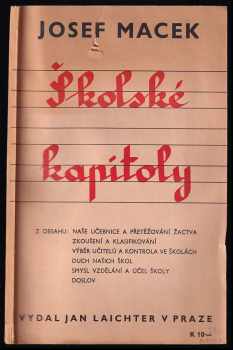 JOSEF MACEK
Školské
kapitoly
Z OBSAHU: NAŠE UČEBNICE A PŘETĚŽOVÁNÍ ŽACTVA
ZKOUŠENÍ A KLASIFIKOVÁNÍ
VÝBĚR UČITELŮ A KONTROLA VE ŠKOLÁCH
DUCH NAŠICH ŠKOL
SMYSL VZDĚLÁNÍ A ÚČEL ŠKOLY
DOSLOV
VYDAL JAN LAICHTER V PRAZE
K 10—